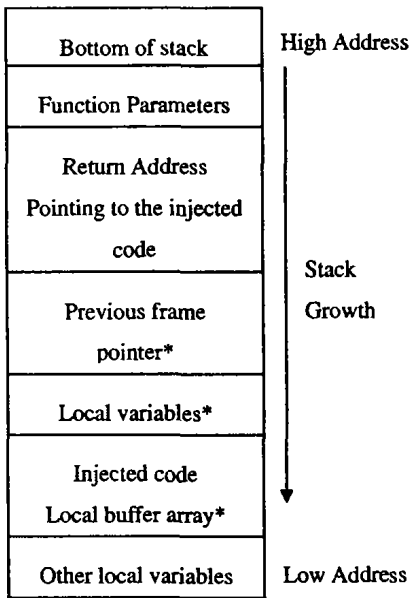 Bottom of stack
High Address
Function Parameters
Return Address
Pointing to the injected
code
Stack
Growth
Previous frame
pointer*
Local variables*
Injected code
Local buffer array*
Other local variables
Low Address